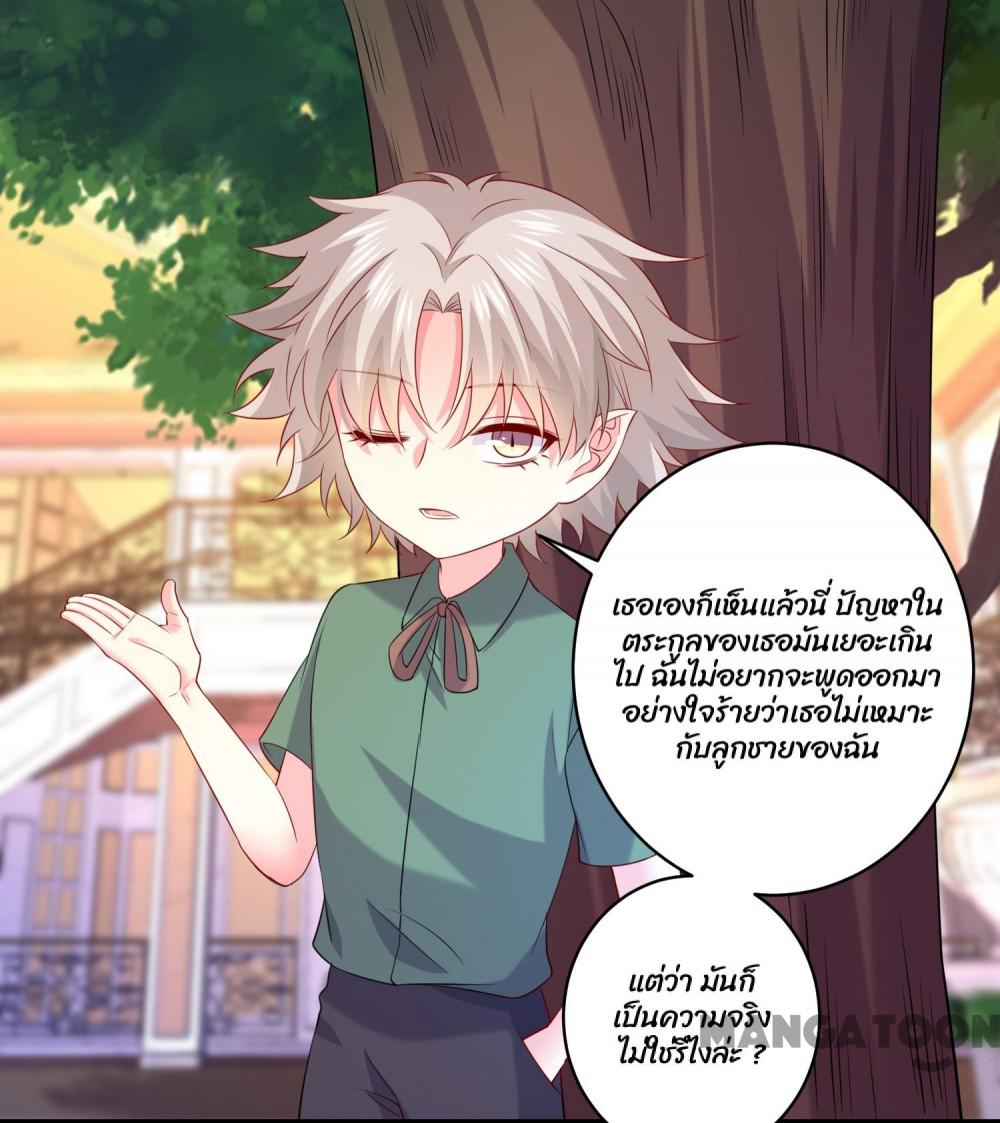 เธอเองก็เห็นแล้วนี่ ปัญหาใน
ตระกูลของเธอมันเยอะเกิน
ไป ฉันไม่อยากจะพูดออกมา
อย่างใจร้ายว่าเธอไม่เหมาะ
กับลูกชายของฉัน
แต่ว่า มันก็
เป็นความจริง
ไม่ใช่รึไงล่ะ ?
MANGATOON